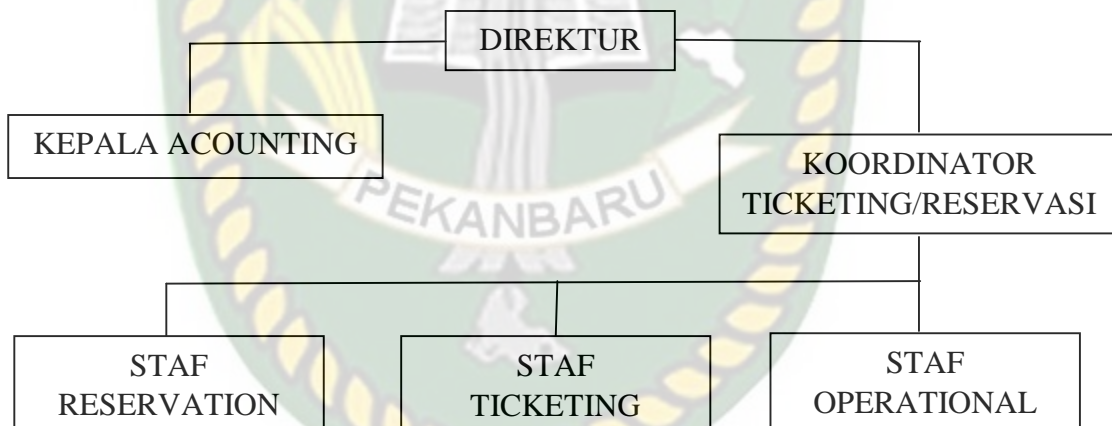 DIREKTUR
KEPALA ACOUNTING
KOORDINATOR
TICKETING/RESERVASI
PEKANBARU
STAF
RESERVATION
STAF
TICKETING
STAF
OPERATIONAL